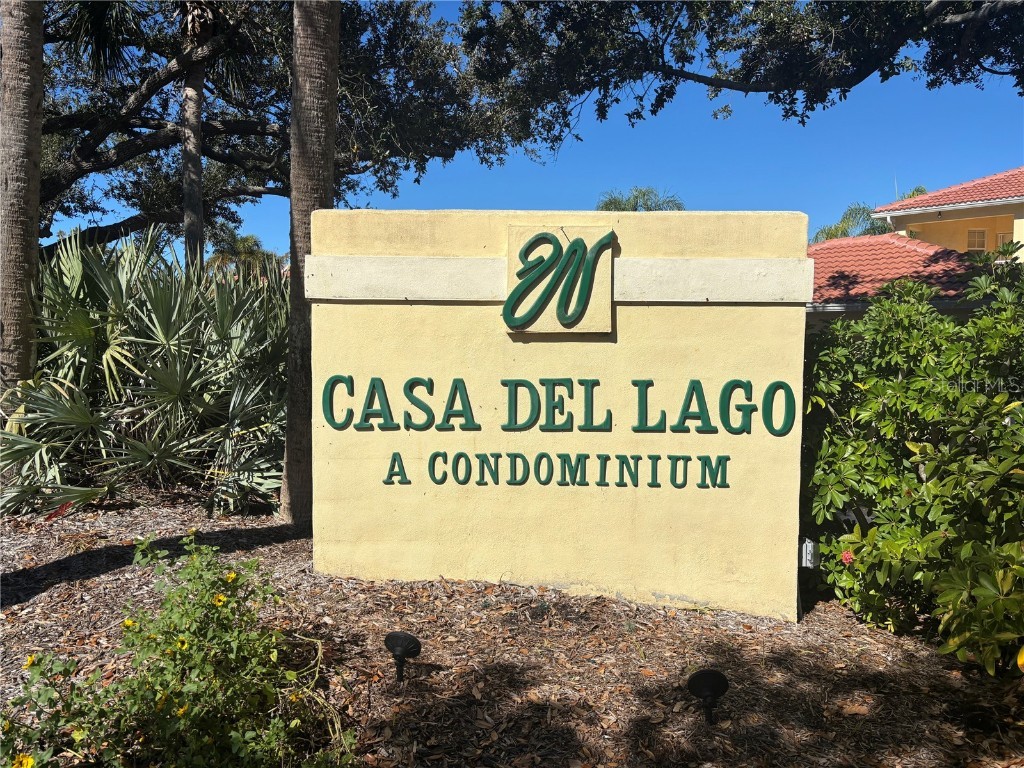 CASA DEL LAGO
A CONDOMINIUM
Stellar MLS